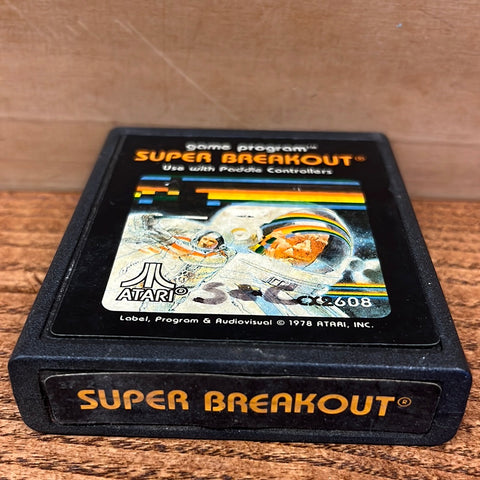 game program™
SUPER BREAKOUT®
Use with Paddle Controllers
ATARI®
CX2608
Label, Program & Audiovisual © 1978 ATARI, INC.
SUPER BREAKOUT®